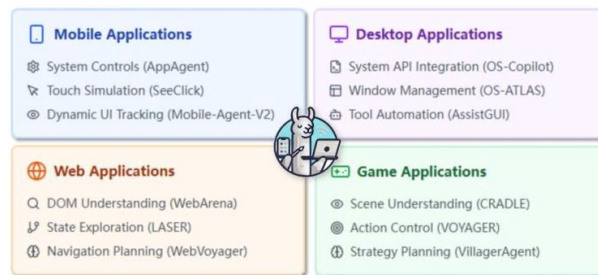 Mobile Applications
System Controls (AppAgent)
Touch Simulation (SeeClick)
Dynamic UI Tracking (Mobile-Agent-V2)
Desktop Applications
System API Integration (OS-Copilot)
Window Management (OS-ATLAS)
Tool Automation (AssistGUI)
Web Applications
DOM Understanding (WebArena)
State Exploration (LASER)
Navigation Planning (WebVoyager)
Game Applications
Scene Understanding (CRADLE)
Action Control (VOYAGER)
Strategy Planning (VillagerAgent)